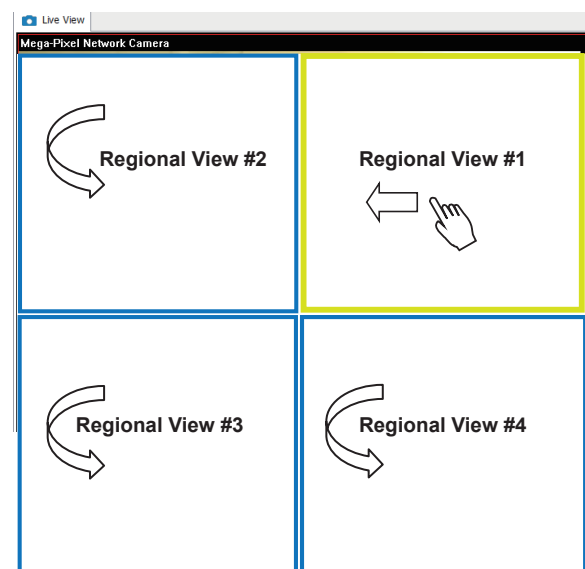 Live View
Mega-Pixel Network Camera
Regional View #2
Regional View #1
Regional View #3
Regional View #4